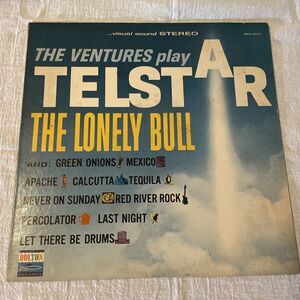 ...visual sound STEREO
THE VENTURES play
TELSTAR
THE LONELY BULL
AND: GREEN ONIONS MEXICO
APACHE CALCUTTA TEQUILA
NEVER ON SUNDAY RED RIVER ROCK
PERCOLATOR LAST NIGHT
LET THERE BE DRUMS
DOLTON